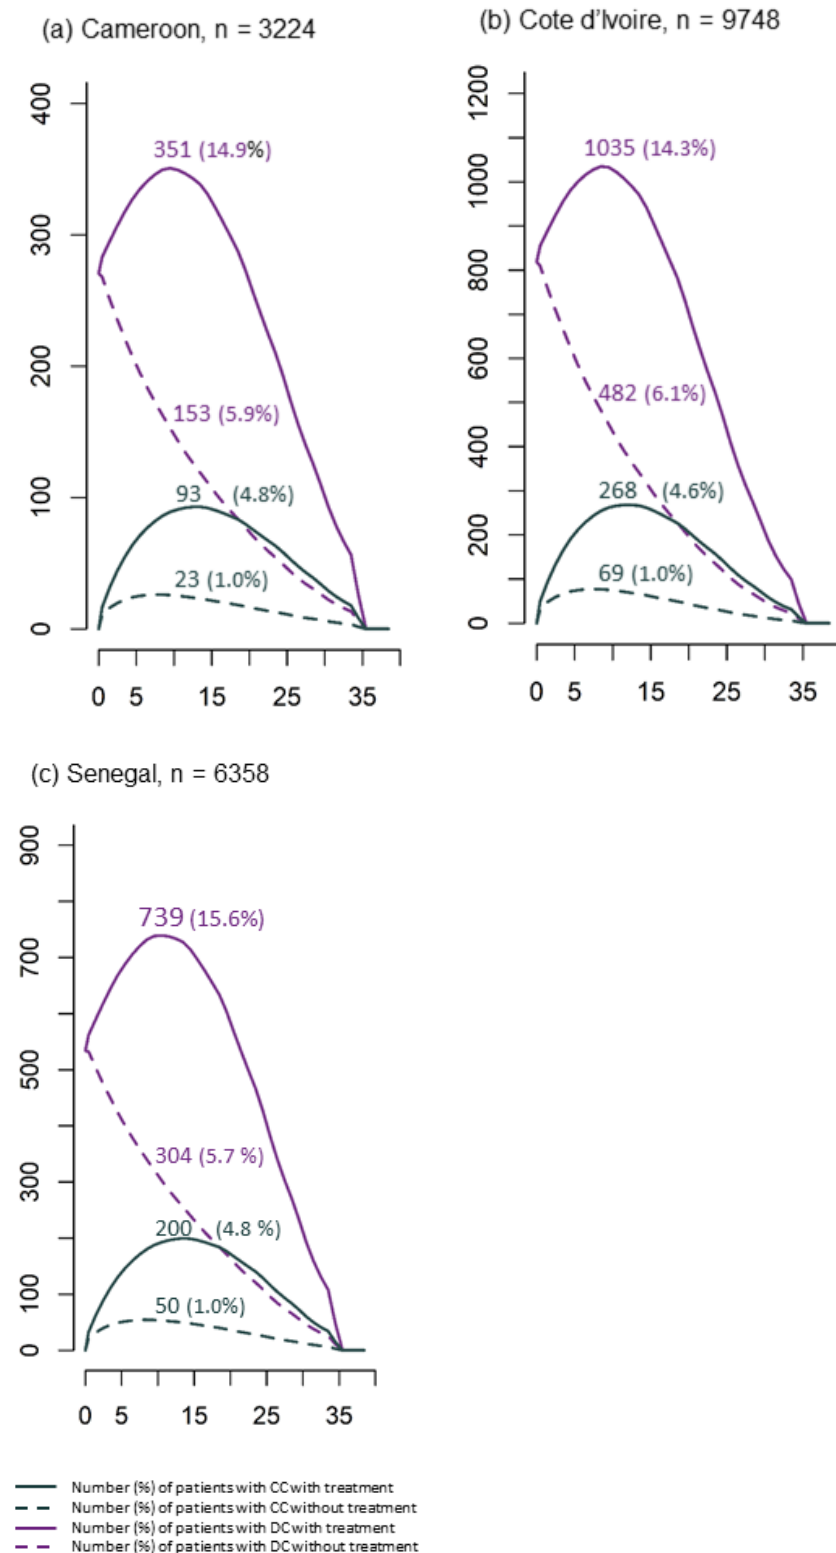 (a) Cameroon, n = 3224
400
300
200
100
0
351 (14.9%)
153 (5.9%)
93 (4.8%)
23 (1.0%)
0 5 15 25 35
(b) Cote d'Ivoire, n = 9748
1200
1000
800
600
400
200
0
1035 (14.3%)
482 (6.1%)
268 (4.6%)
69 (1.0%)
0 5 15 25 35
(c) Senegal, n = 6358
900
700
500
300
100
0
739 (15.6%)
304 (5.7 %)
200 (4.8 %)
50 (1.0%)
0 5 15 25 35
Number (%) of patients with CC with treatment
Number (%) of patients with CC without treatment
Number (%) of patients with DC with treatment
Number (%) of patients with DC without treatment